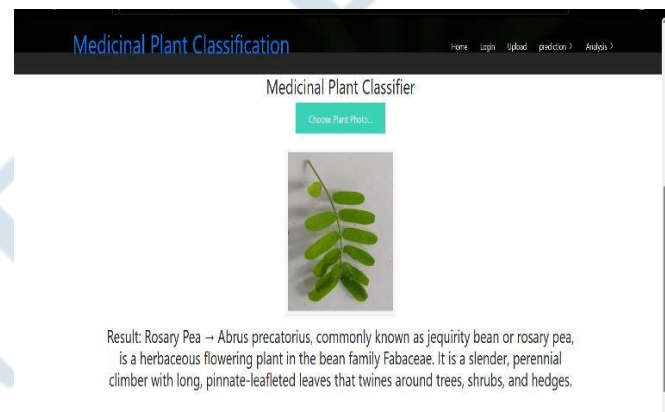 Medicinal Plant Classification
Home Login Upload prediction > Analysis >
Medicinal Plant Classifier
Choose Plant Photo...
Result: Rosary Pea → Abrus precatorius, commonly known as jequirity bean or rosary pea,
is a herbaceous flowering plant in the bean family Fabaceae. It is a slender, perennial
climber with long, pinnate-leafleted leaves that twines around trees, shrubs, and hedges.